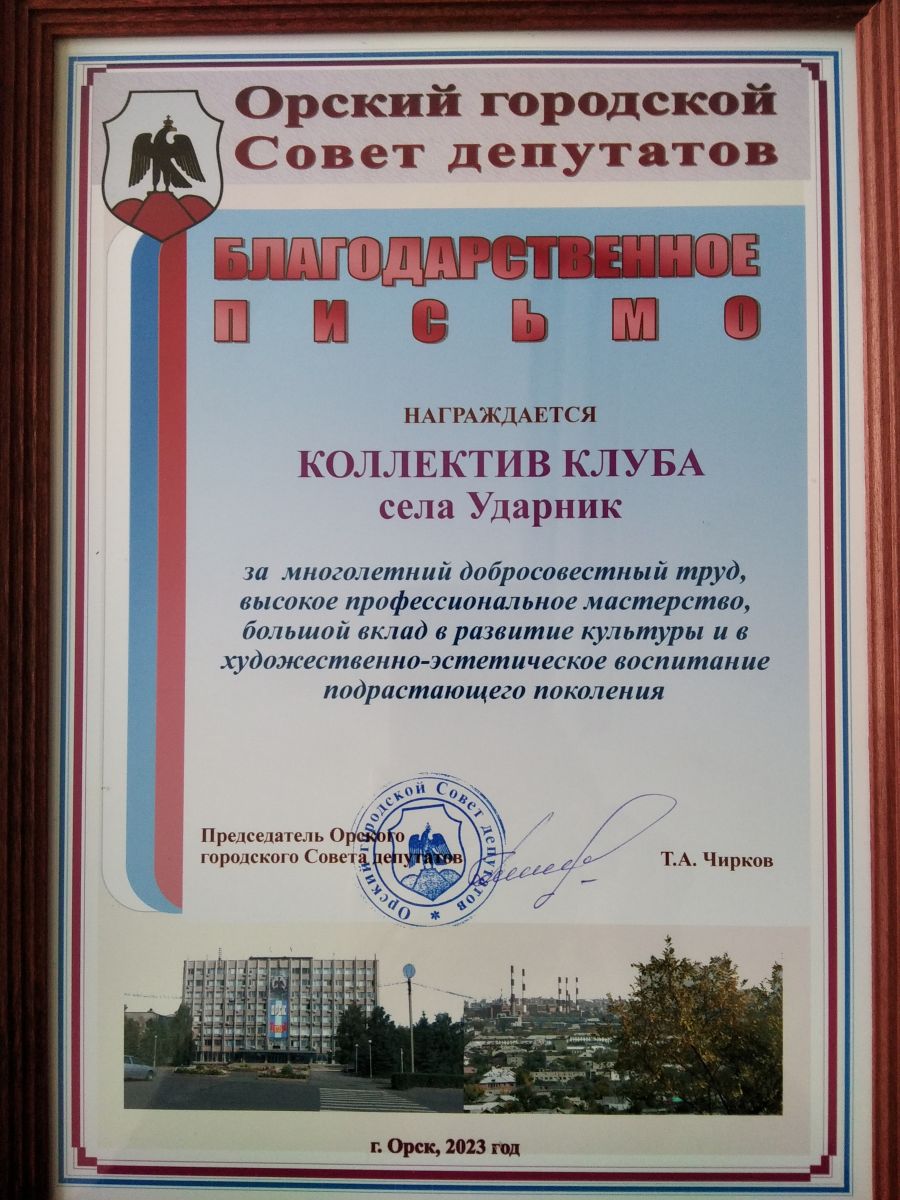 Орский городской
Совет депутатов
БЛАГОДАРСТВЕННОЕ
ПИСЬМО
НАГРАЖДАЕТСЯ
КОЛЛЕКТИВ КЛУБА
села Ударник
за многолетний добросовестный труд,
высокое профессиональное мастерство,
большой вклад в развитие культуры и в
художественно-эстетическое воспитание
подрастающего поколения
Председатель Орского
городского Совета депутатов
Т.А. Чирков
Орский городской Совет депутатов *
г. Орск, 2023 год